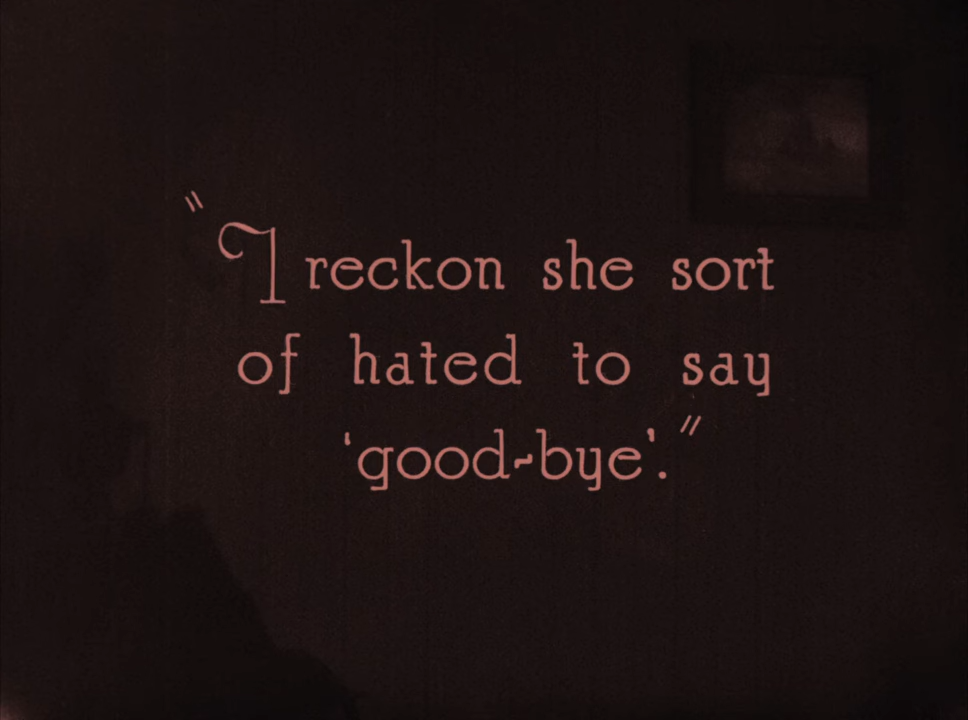 "I reckon she sort
of hated to say
'good-bye'."